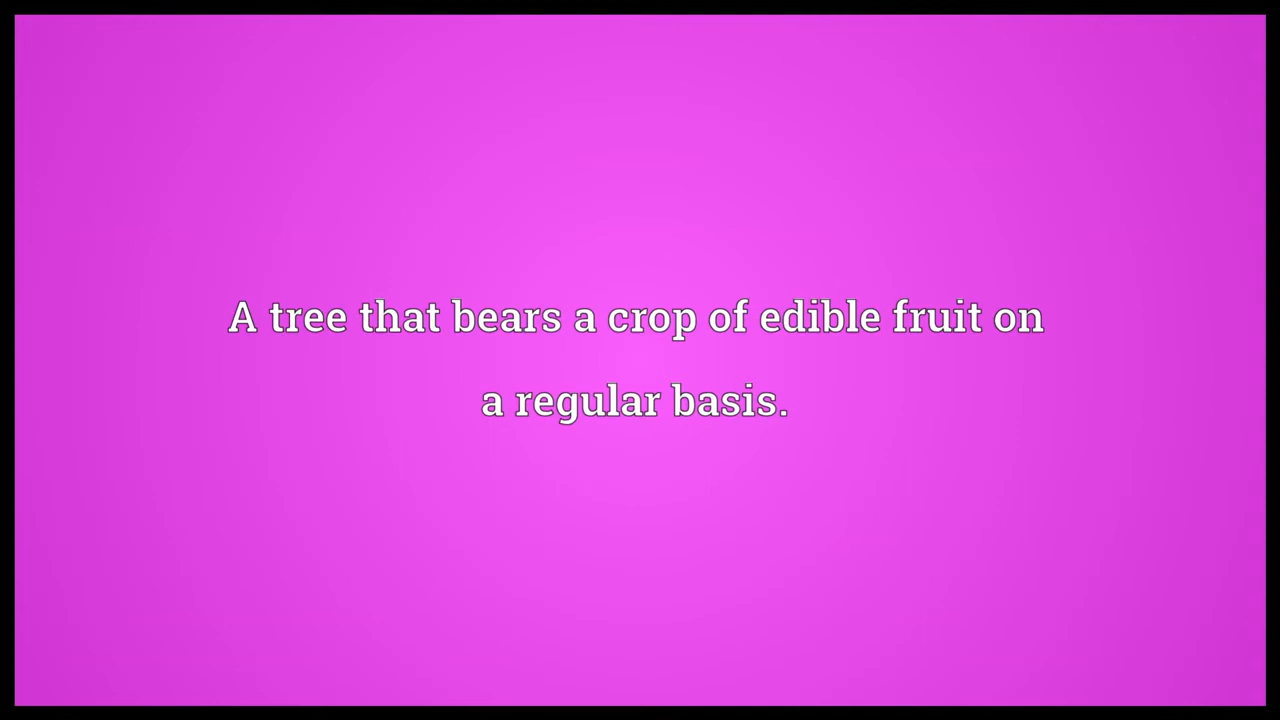 A tree that bears a crop of edible fruit on
a regular basis.